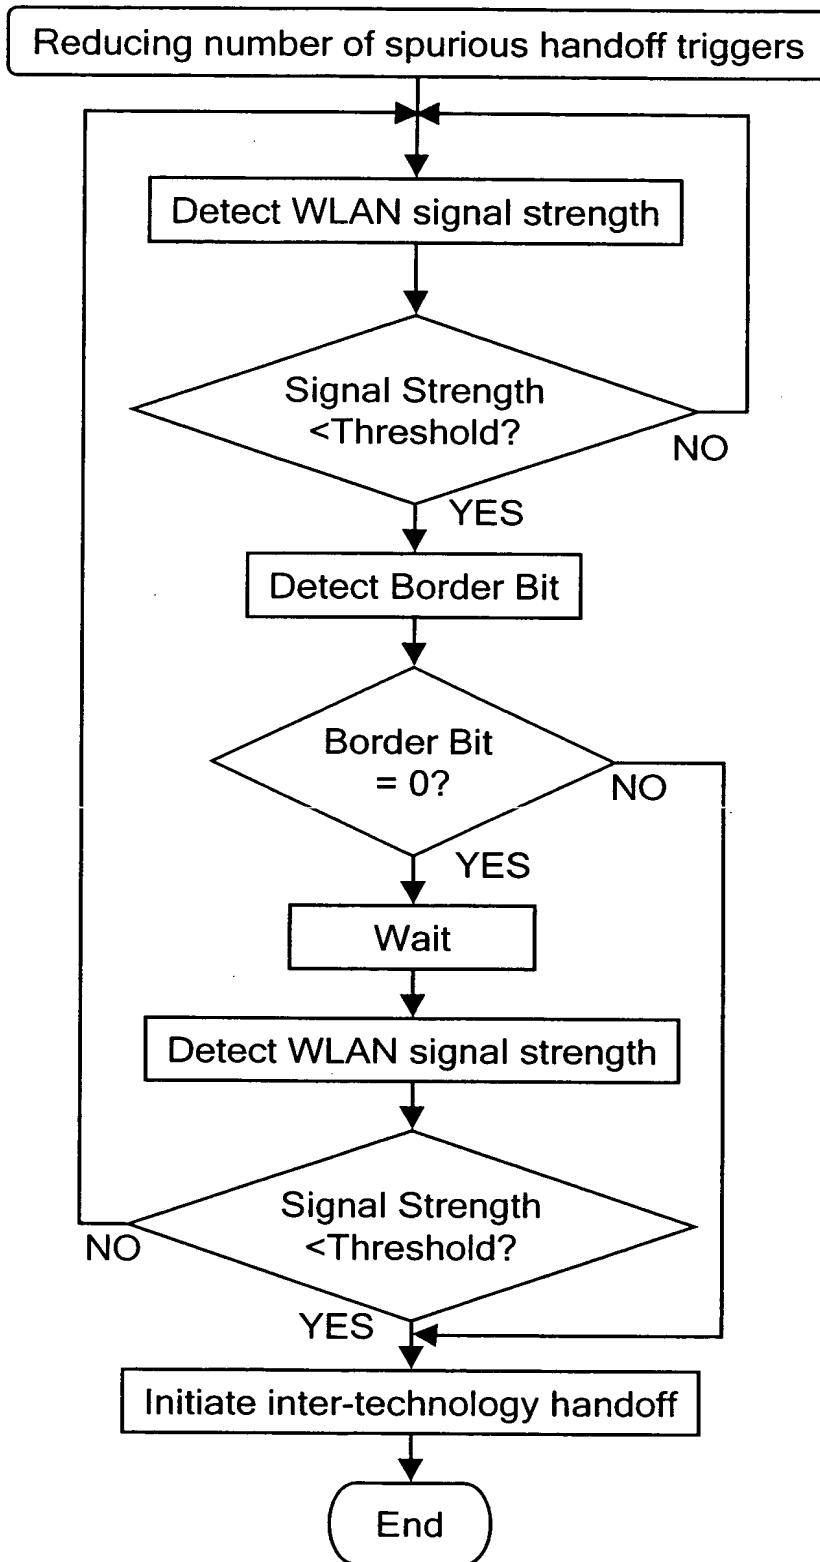 Reducing number of spurious handoff triggers
Detect WLAN signal strength
Signal Strength
<Threshold?
NO
YES
Detect Border Bit
Border Bit
= 0?
NO
YES
Wait
Detect WLAN signal strength
Signal Strength
<Threshold?
NO
YES
Initiate inter-technology handoff
End